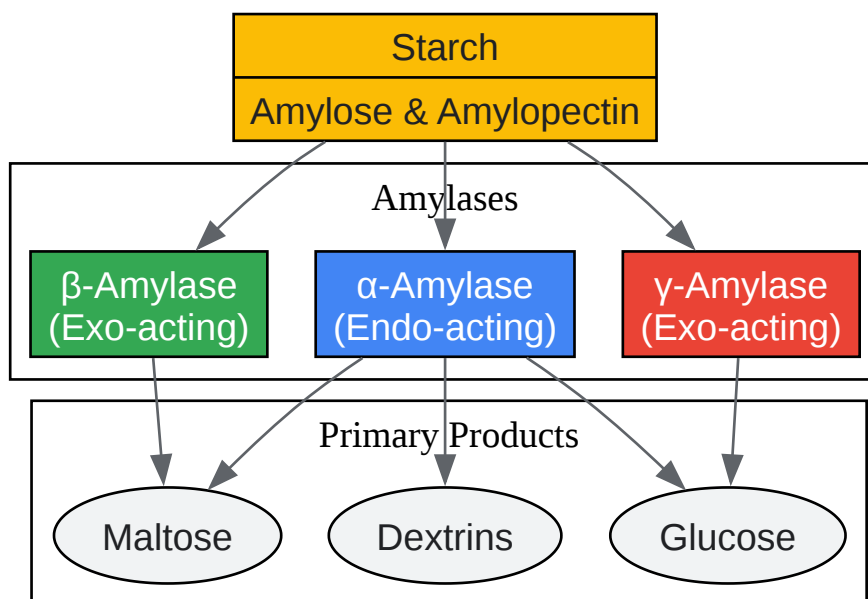 Starch
Amylose & Amylopectin
Amylases
β-Amylase
(Exo-acting)
α-Amylase
(Endo-acting)
γ-Amylase
(Exo-acting)
Primary Products
Maltose
Dextrins
Glucose